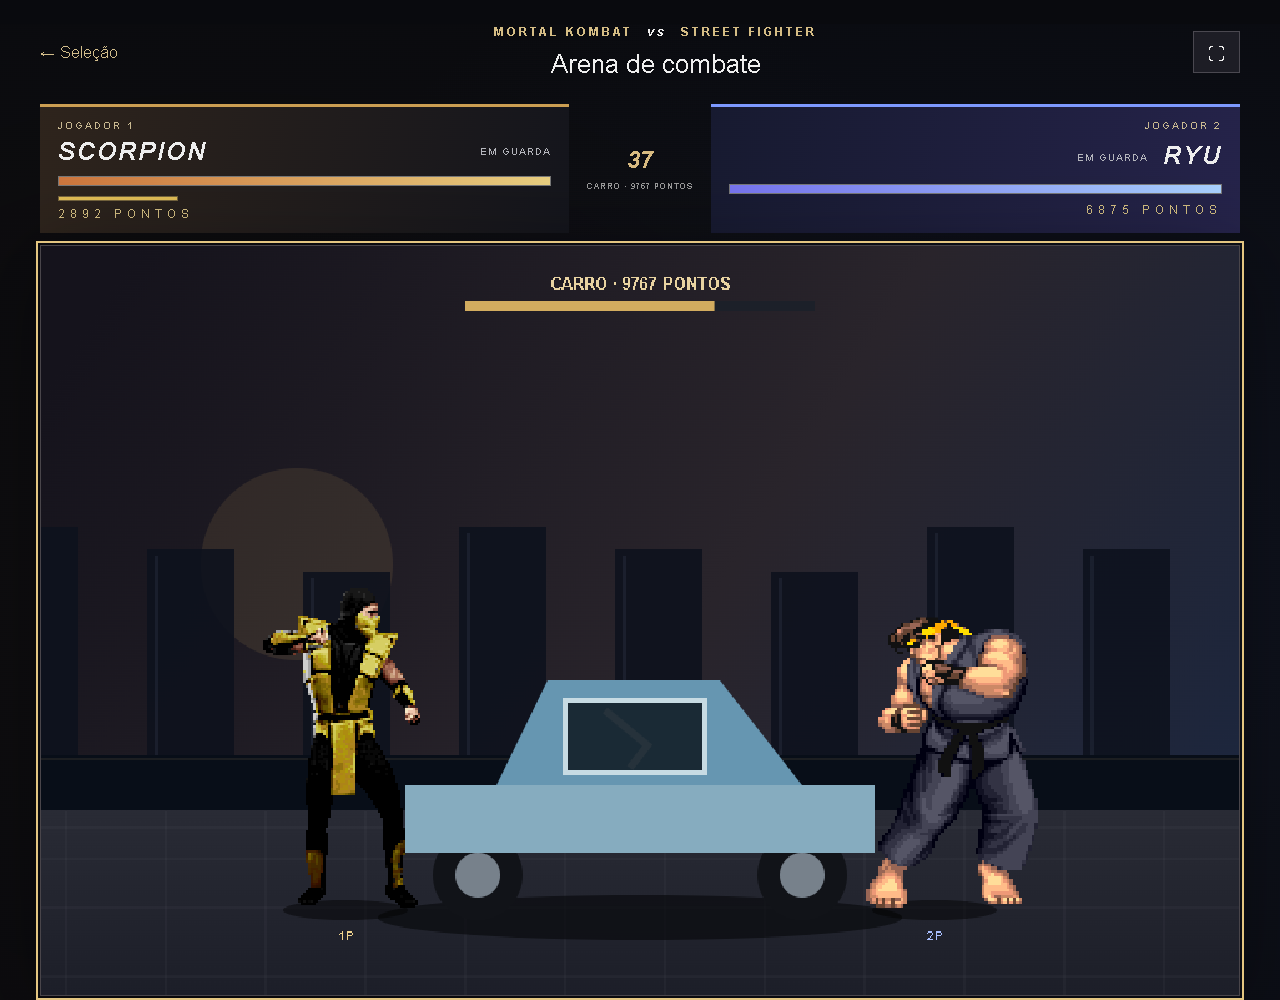 MORTAL KOMBAT VS STREET FIGHTER
← Seleção
Arena de combate
JOGADOR 1
SCORPION
EM GUARDA
2892 PONTOS
37
CARRO · 9767 PONTOS
JOGADOR 2
EM GUARDA
RYU
6875 PONTOS
CARRO · 9767 PONTOS
1P
2P